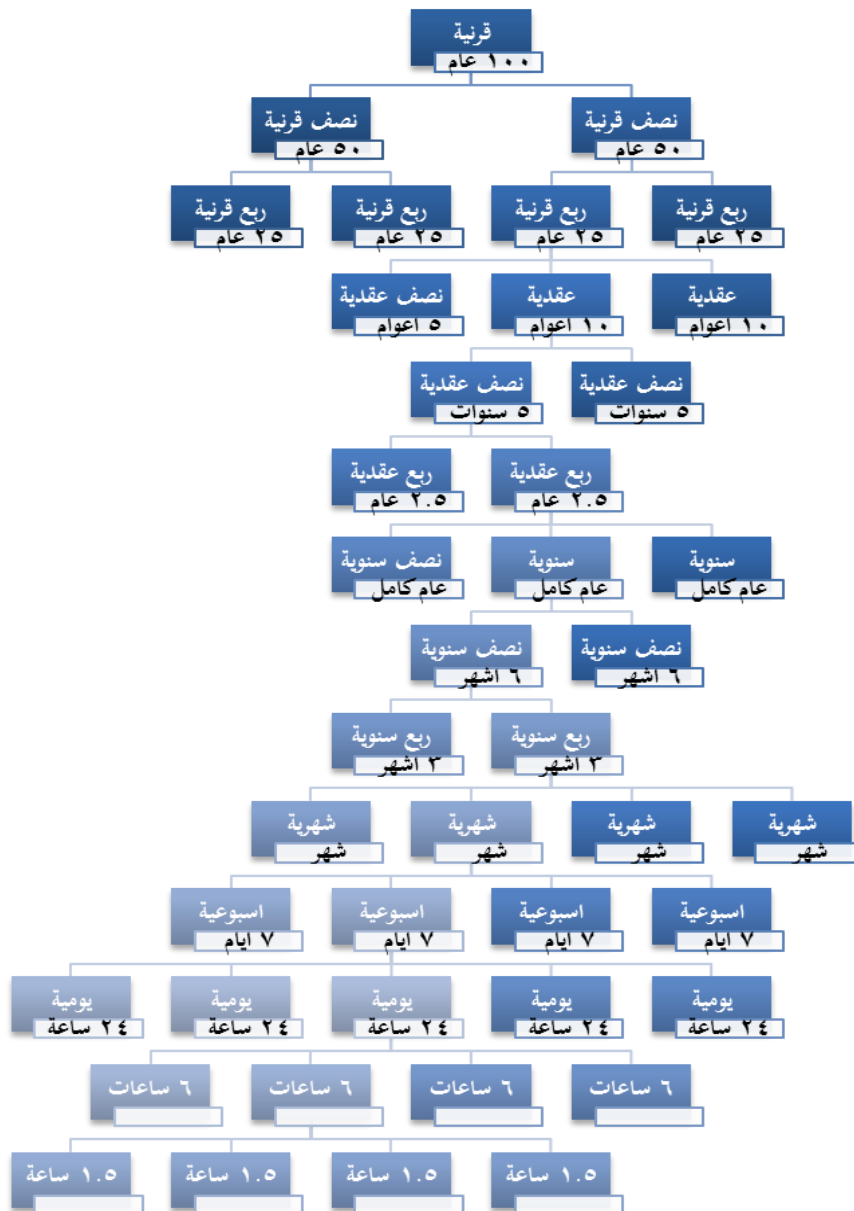 قرنية
١٠٠ عام
نصف قرنية
٥٠ عام
نصف قرنية
٥٠ عام
ربع قرنية
٢٥ عام
ربع قرنية
٢٥ عام
ربع قرنية
٢٥ عام
ربع قرنية
٢٥ عام
عقدية
١٠ اعوام
عقدية
١٠ اعوام
نصف عقدية
٥ اعوام
نصف عقدية
٥ سنوات
نصف عقدية
٥ سنوات
ربع عقدية
٢.٥ عام
ربع عقدية
٢.٥ عام
سنوية
عام كامل
سنوية
عام كامل
نصف سنوية
عام كامل
نصف سنوية
٦ اشهر
نصف سنوية
٦ اشهر
ربع سنوية
٣ اشهر
ربع سنوية
٣ اشهر
شهرية
شهر
شهرية
شهر
شهرية
شهر
شهرية
شهر
اسبوعية
٧ ايام
اسبوعية
٧ ايام
اسبوعية
٧ ايام
اسبوعية
٧ ايام
يومية
٢٤ ساعة
يومية
٢٤ ساعة
يومية
٢٤ ساعة
يومية
٢٤ ساعة
يومية
٢٤ ساعة
٦ ساعات
٦ ساعات
٦ ساعات
٦ ساعات
١.٥ ساعة
١.٥ ساعة
١.٥ ساعة
١.٥ ساعة